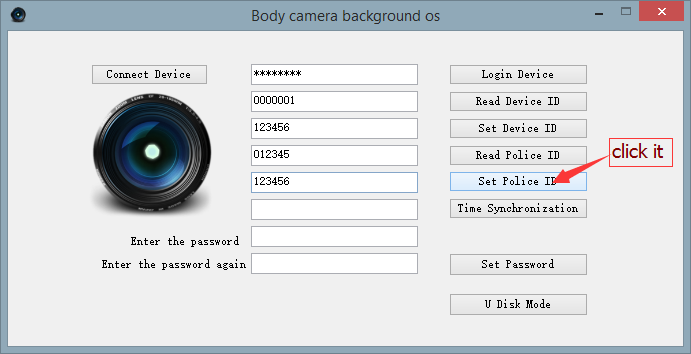 Body camera background os
Connect Device
********
Login Device
0000001
Read Device ID
123456
Set Device ID
012345
Read Police ID
click it
123456
Set Police ID
Time Synchronization
Enter the password
Enter the password again
Set Password
U Disk Mode